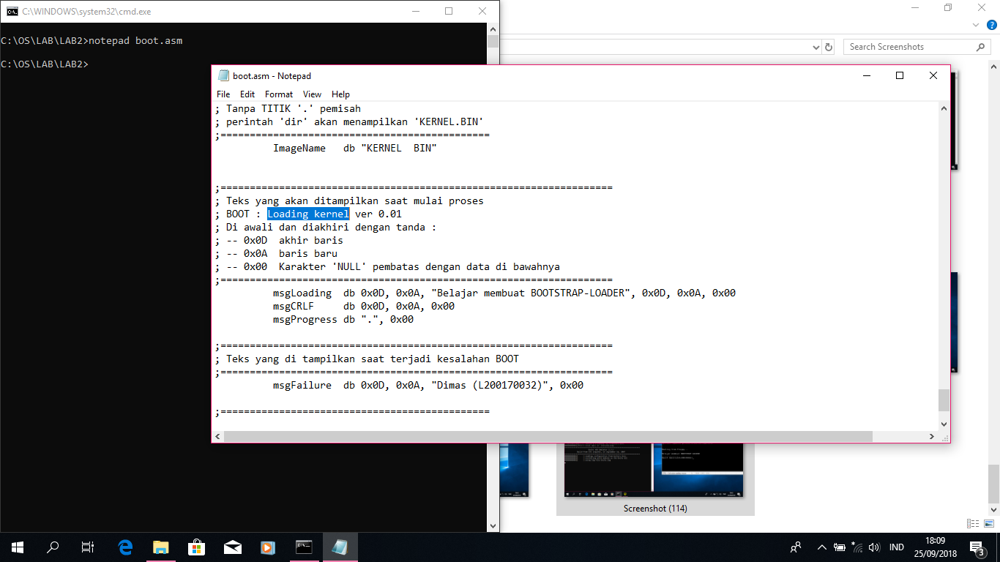 C:\WINDOWS\system32\cmd.exe
C:\OS\LAB\LAB2>notepad boot.asm
C:\OS\LAB\LAB2>
Search Screenshots
boot.asm - Notepad
File Edit Format View Help
; Tanpa TITIK '.' pemisah
; perintah 'dir' akan menampilkan 'KERNEL.BIN'
;==============================================
ImageName db "KERNEL  BIN"
;===================================================================
; Teks yang akan ditampilkan saat mulai proses
; BOOT : Loading kernel ver 0.01
; Di awali dan diakhiri dengan tanda :
; -- 0x0D  akhir baris
; -- 0x0A  baris baru
; -- 0x00  Karakter 'NULL' pembatas dengan data di bawahnya
;===================================================================
msgLoading  db 0x0D, 0x0A, "Belajar membuat BOOTSTRAP-LOADER", 0x0D, 0x0A, 0x00
msgCRLF     db 0x0D, 0x0A, 0x00
msgProgress db ".", 0x00
;===================================================================
; Teks yang di tampilkan saat terjadi kesalahan BOOT
;===================================================================
msgFailure  db 0x0D, 0x0A, "Dimas (L200170032)", 0x00
;==============================================
Screenshot (114)
IND
18:09
25/09/2018
3